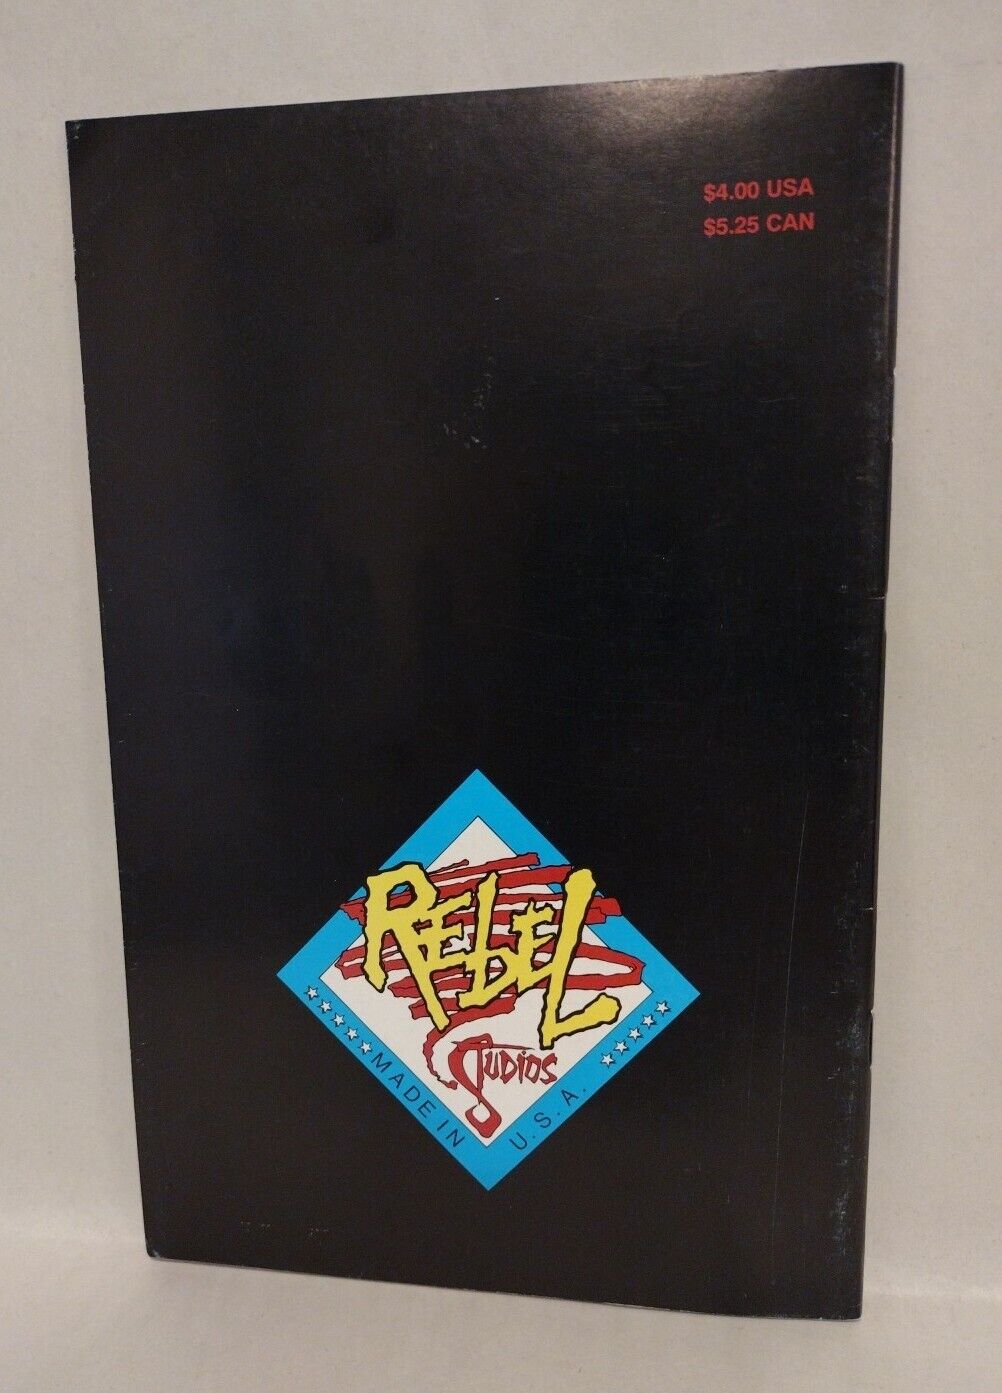 $4.00 USA
$5.25 CAN
REbEL
STUDIOS
MADE IN U.S.A.